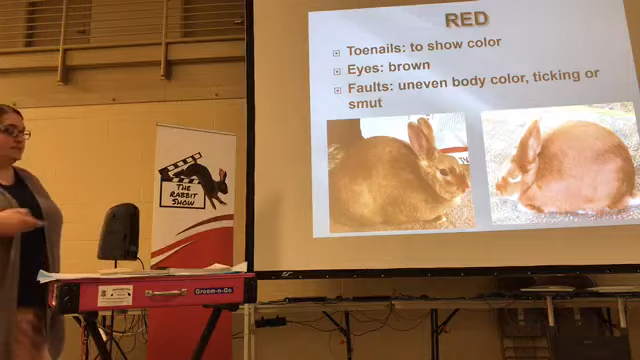 RED
Toenails: to show color
Eyes: brown
Faults: uneven body color, ticking or
smut
THE
RABBIT
SHOW
Groom-n-Go